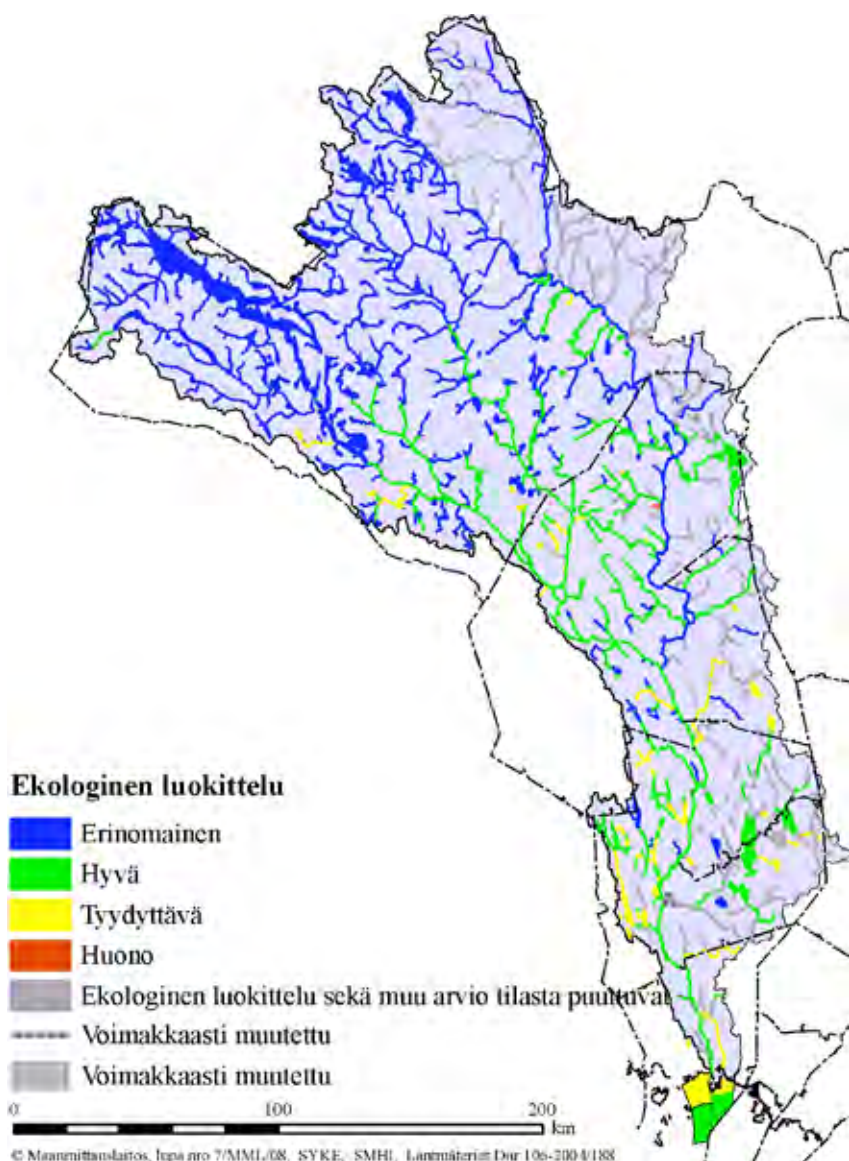 Ekologinen luokittelu
Erinomainen
Hyvä
Tyydyttävä
Huono
Ekologinen luokittelu sekä muu arvio tilasta puuttuvat
Voimakkaasti muutettu
Voimakkaasti muutettu
0 100 200
km
© Maanmittauslaitos, lupa nro 7/MML/08, SYKE, SMHI, Lantmäteriet Dnr 106-2004/188